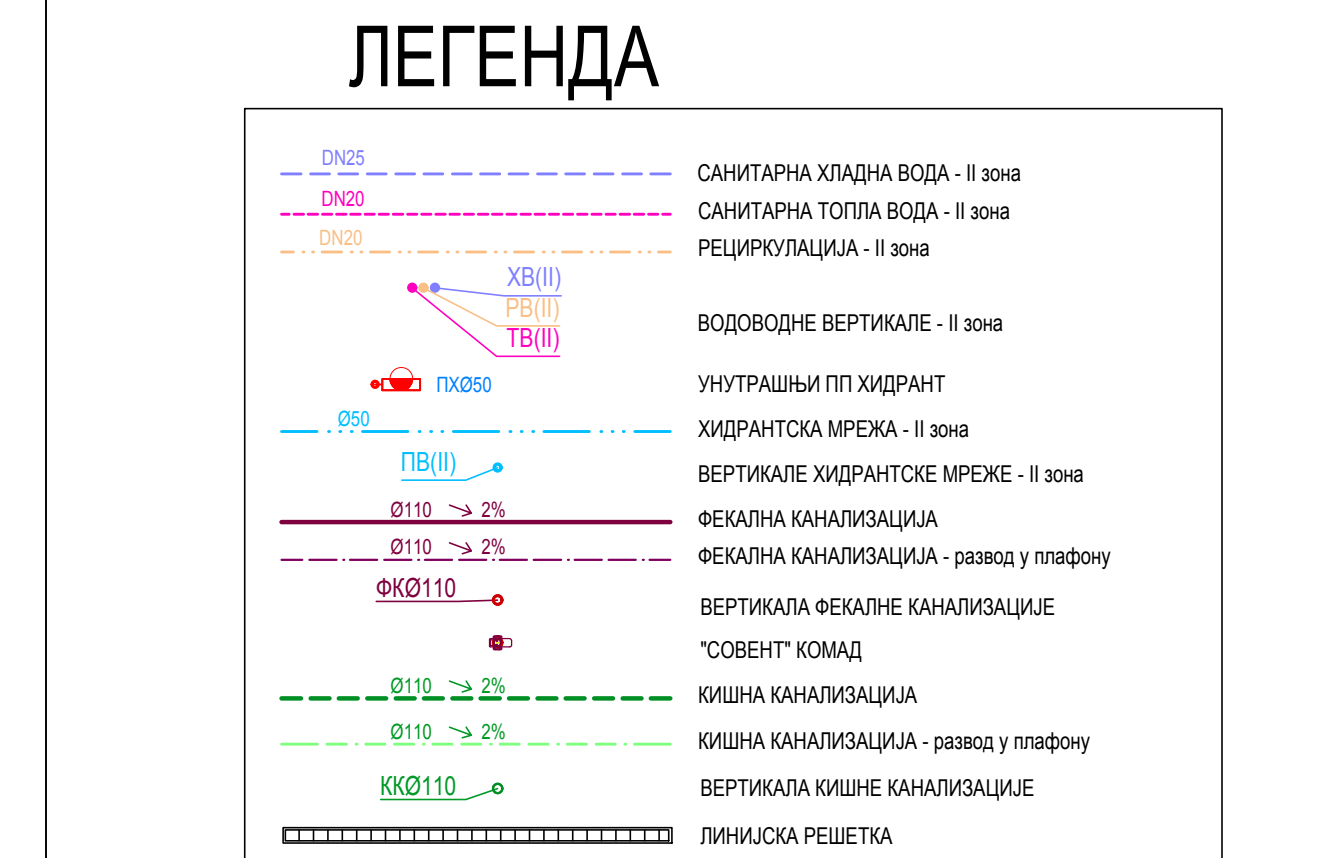 ЛЕГЕНДА
DN25
САНИТАРНА ХЛАДНА ВОДА - II зона
DN20
САНИТАРНА ТОПЛА ВОДА - II зона
DN20
РЕЦИРКУЛАЦИЈА - II зона
ХВ(II)
РВ(II)
ТВ(II)
ВОДОВОДНЕ ВЕРТИКАЛЕ - II зона
ПХØ50
УНУТРАШЊИ ПП ХИДРАНТ
Ø50
ХИДРАНТСКА МРЕЖА - II зона
ПВ(II)
ВЕРТИКАЛЕ ХИДРАНТСКЕ МРЕЖЕ - II зона
Ø110 ↘ 2%
ФЕКАЛНА КАНАЛИЗАЦИЈА
Ø110 ↘ 2%
ФЕКАЛНА КАНАЛИЗАЦИЈА - развод у плафону
ФКØ110
ВЕРТИКАЛА ФЕКАЛНЕ КАНАЛИЗАЦИЈЕ
"СОВЕНТ" КОМАД
Ø110 ↘ 2%
КИШНА КАНАЛИЗАЦИЈА
Ø110 ↘ 2%
КИШНА КАНАЛИЗАЦИЈА - развод у плафону
ККØ110
ВЕРТИКАЛА КИШНЕ КАНАЛИЗАЦИЈЕ
ЛИНИЈСКА РЕШЕТКА